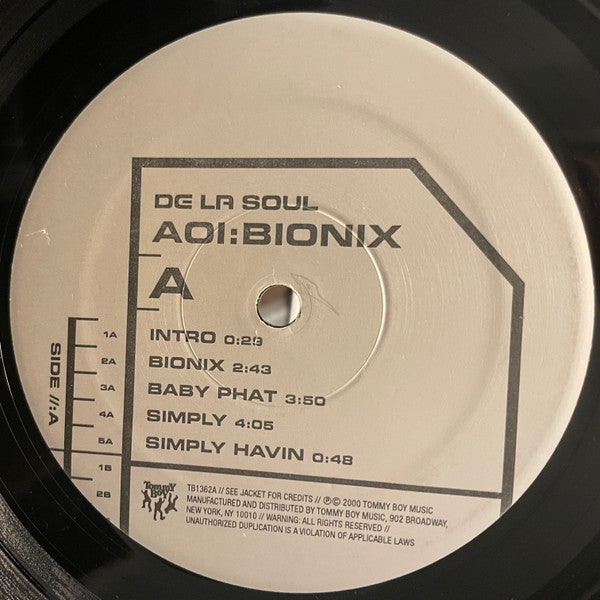 DE LA SOUL
AOI:BIONIX
A
INTRO 0:29
BIONIX 2:43
BABY PHAT 3:50
SIMPLY 4:05
SIMPLY HAVIN 0:48
SIDE //:A
1A
2A
3A
4A
5A
1B
2B
TOMMY BOY
TB1362A // SEE JACKET FOR CREDITS // ℗© 2000 TOMMY BOY MUSIC
MANUFACTURED AND DISTRIBUTED BY TOMMY BOY MUSIC, 902 BROADWAY,
NEW YORK, NY 10010 // WARNING: ALL RIGHTS RESERVED //
UNAUTHORIZED DUPLICATION IS A VIOLATION OF APPLICABLE LAWS